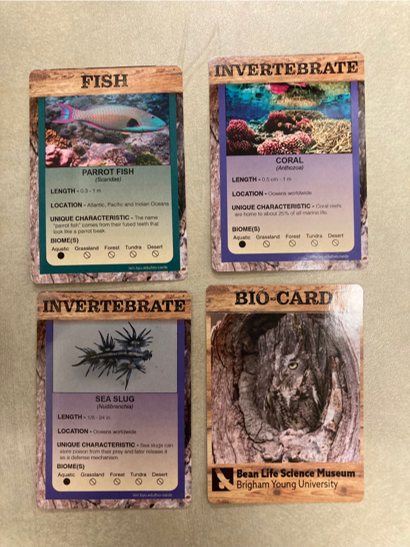 FISH
PARROT FISH
(Scaridae)
LENGTH • 0.3 - 1 m
LOCATION • Atlantic, Pacific and Indian Oceans
UNIQUE CHARACTERISTIC • The name
"parrot fish" comes from their fused teeth that
look like a parrot beak
BIOME(S)
Aquatic Grassland Forest Tundra Desert
INVERTEBRATE
CORAL
(Anthozoa)
LENGTH • 0.5 cm - 1 m
LOCATION • Oceans worldwide
UNIQUE CHARACTERISTIC • Coral reefs
are home to about 25% of all marine life.
BIOME(S)
Aquatic Grassland Forest Tundra Desert
INVERTEBRATE
SEA SLUG
(Nudibranchia)
LENGTH • 1/5 - 24 in
LOCATION • Oceans worldwide
UNIQUE CHARACTERISTIC • Sea slugs can
store poison from their prey and later release it
as a defense mechanism
BIOME(S)
Aquatic Grassland Forest Tundra Desert
BIO-CARD
Bean Life Science Museum
Brigham Young University